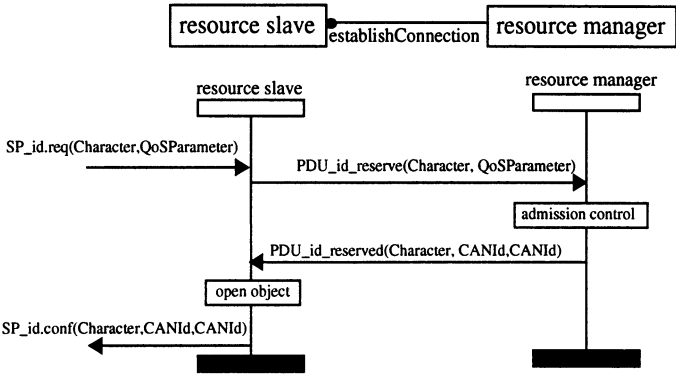 resource slave
establishConnection
resource manager
resource slave
resource manager
SP_id.req(Character,QoSParameter)
PDU_id_reserve(Character, QoSParameter)
admission control
PDU_id_reserved(Character, CANId,CANId)
open object
SP_id.conf(Character,CANId,CANId)